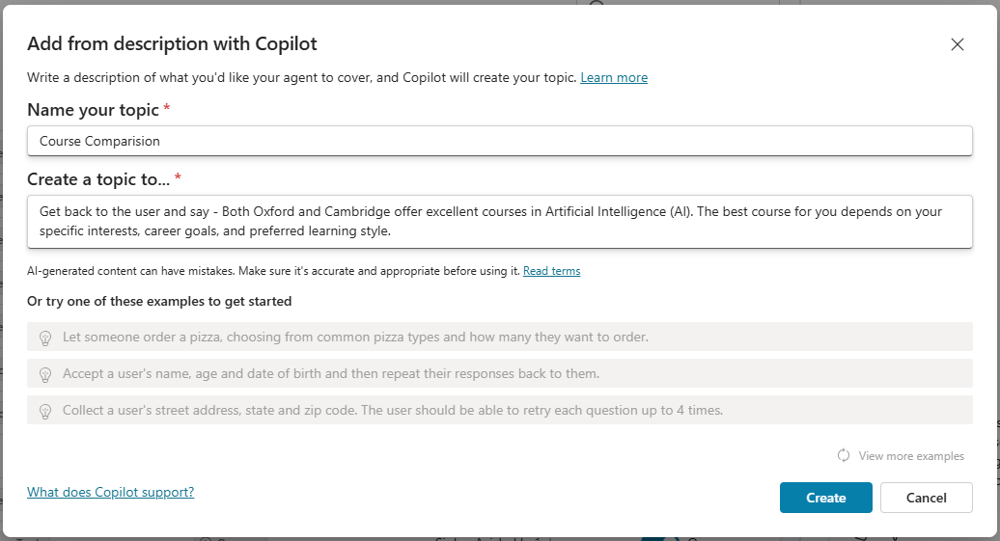 Add from description with Copilot
Write a description of what you'd like your agent to cover, and Copilot will create your topic. Learn more
Name your topic *
Course Comparision
Create a topic to... *
Get back to the user and say - Both Oxford and Cambridge offer excellent courses in Artificial Intelligence (AI). The best course for you depends on your
specific interests, career goals, and preferred learning style.
AI-generated content can have mistakes. Make sure it's accurate and appropriate before using it. Read terms
Or try one of these examples to get started
Let someone order a pizza, choosing from common pizza types and how many they want to order.
Accept a user's name, age and date of birth and then repeat their responses back to them.
Collect a user's street address, state and zip code. The user should be able to retry each question up to 4 times.
View more examples
What does Copilot support?
Create
Cancel